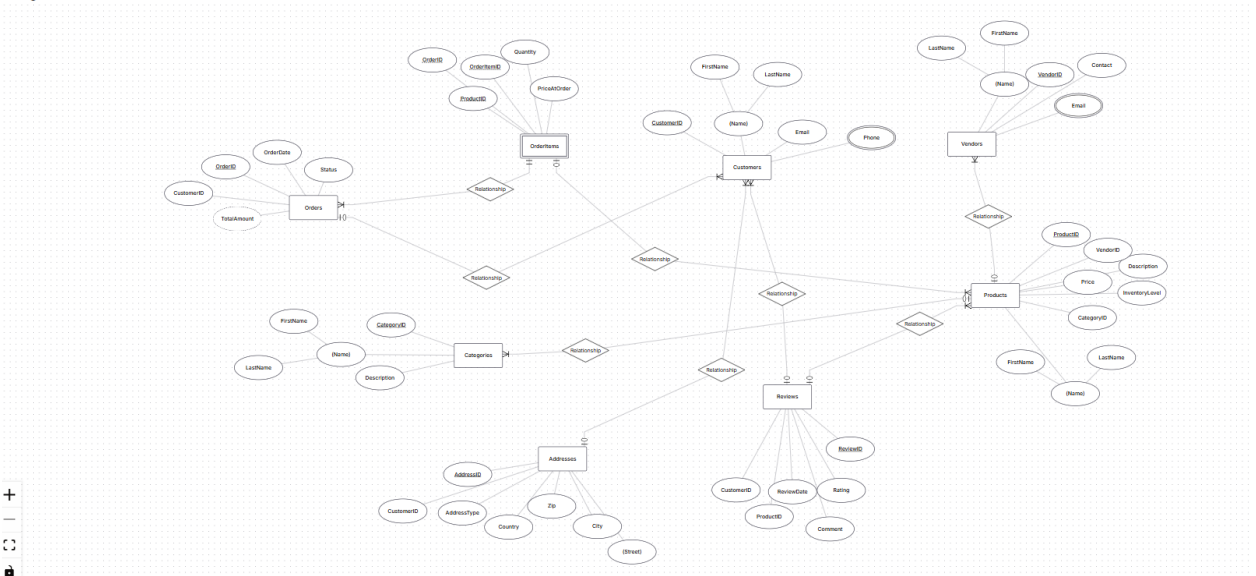 FirstName
LastName
Contact
(Name)
VendorID
Email
Vendors
Quantity
OrderID
OrderItemID
PriceAtOrder
ProductID
OrderItems
FirstName
LastName
CustomerID
(Name)
Email
Phone
Customers
OrderDate
OrderID
Status
CustomerID
TotalAmount
Orders
Relationship
Relationship
Relationship
Relationship
Relationship
ProductID
VendorID
Description
Price
InventoryLevel
CategoryID
Products
FirstName
LastName
(Name)
FirstName
CategoryID
(Name)
LastName
Description
Categories
Relationship
Relationship
Relationship
Reviews
ReviewID
CustomerID
ReviewDate
Rating
ProductID
Comment
Addresses
AddressID
CustomerID
AddressType
Country
Zip
City
(Street)